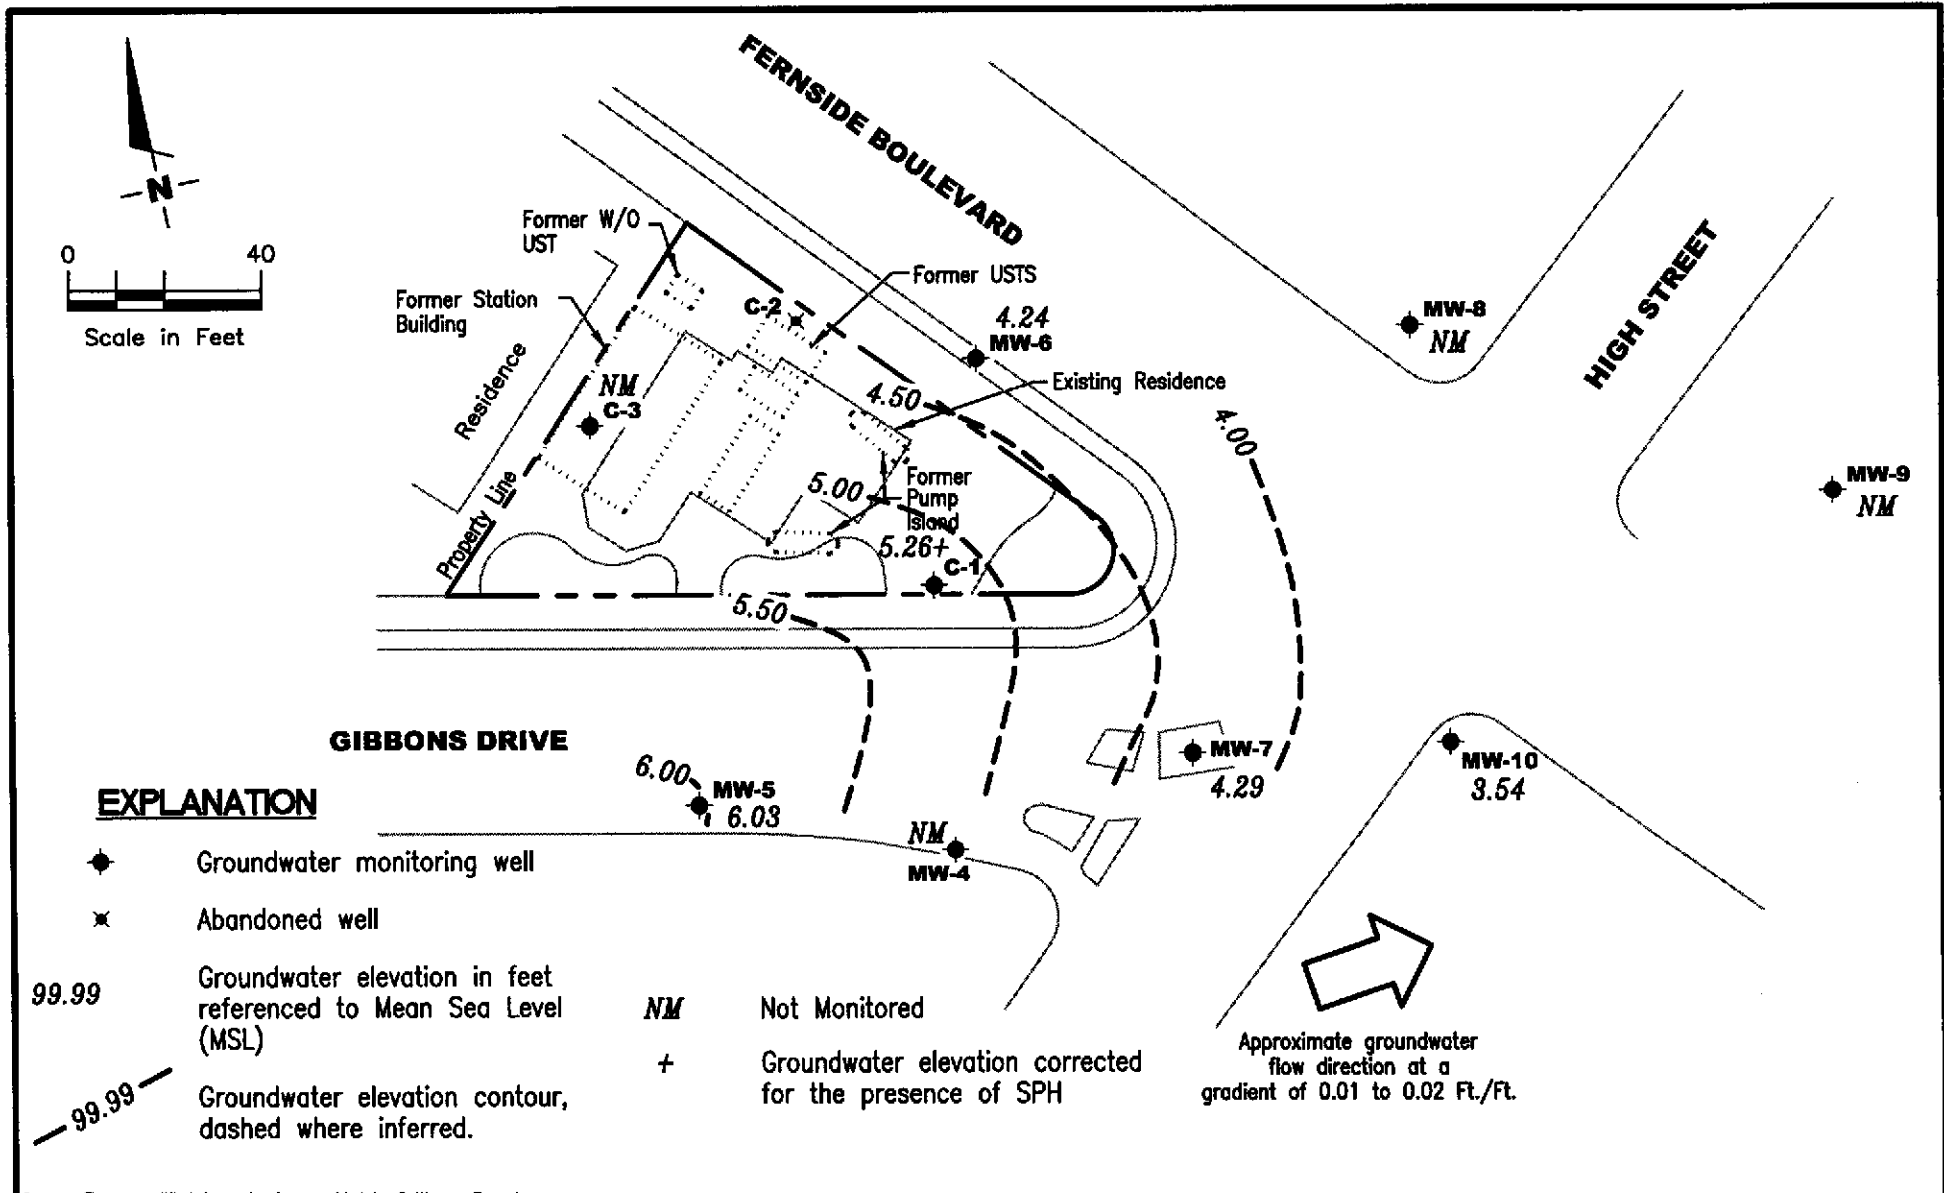 FERNSIDE BOULEVARD
N
0 40
Scale in Feet
Former W/O
UST
Former USTS
C-2
4.24
MW-6
MW-8
NM
HIGH STREET
Former Station
Building
Residence
NM
C-3
4.50
Existing Residence
4.00
MW-9
NM
Property Line
5.00
Former
Pump
Island
5.26+
C-1
5.50
GIBBONS DRIVE
6.00
MW-5
6.03
MW-7
4.29
MW-10
3.54
NM
MW-4
EXPLANATION
Groundwater monitoring well
Abandoned well
99.99
Groundwater elevation in feet
referenced to Mean Sea Level
(MSL)
99.99
Groundwater elevation contour,
dashed where inferred.
NM
Not Monitored
+
Groundwater elevation corrected
for the presence of SPH
Approximate groundwater
flow direction at a
gradient of 0.01 to 0.02 Ft./Ft.